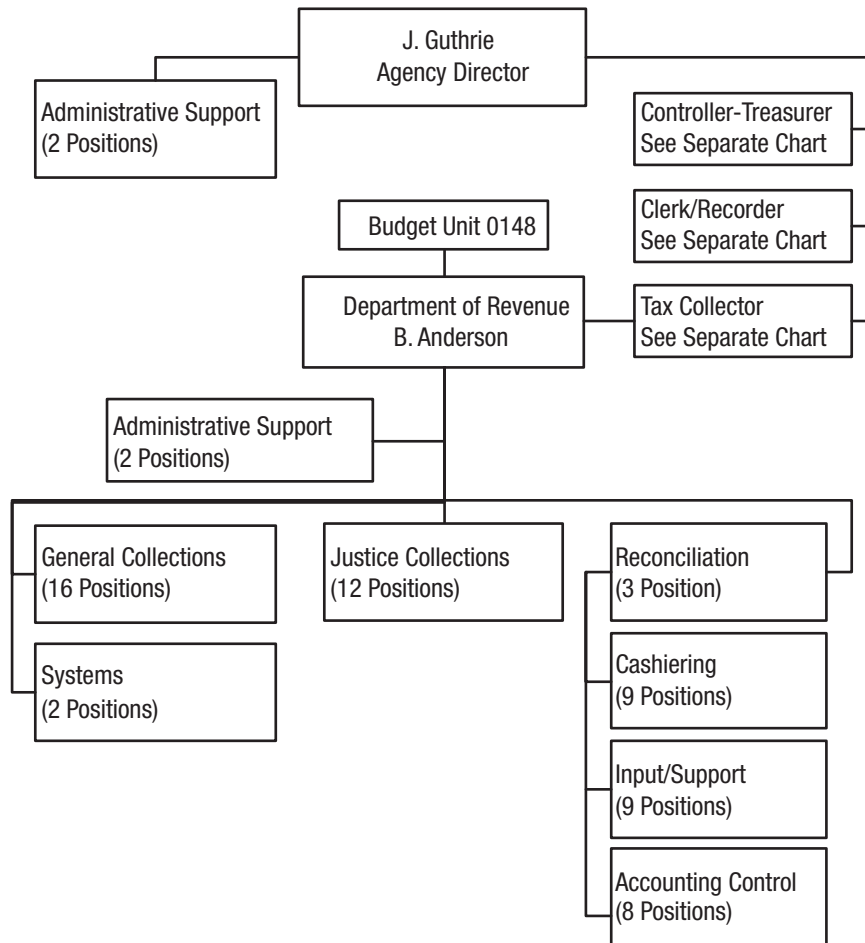 J. Guthrie
Agency Director
Administrative Support
(2 Positions)
Controller-Treasurer
See Separate Chart
Clerk/Recorder
See Separate Chart
Budget Unit 0148
Department of Revenue
B. Anderson
Tax Collector
See Separate Chart
Administrative Support
(2 Positions)
General Collections
(16 Positions)
Justice Collections
(12 Positions)
Reconciliation
(3 Position)
Systems
(2 Positions)
Cashiering
(9 Positions)
Input/Support
(9 Positions)
Accounting Control
(8 Positions)